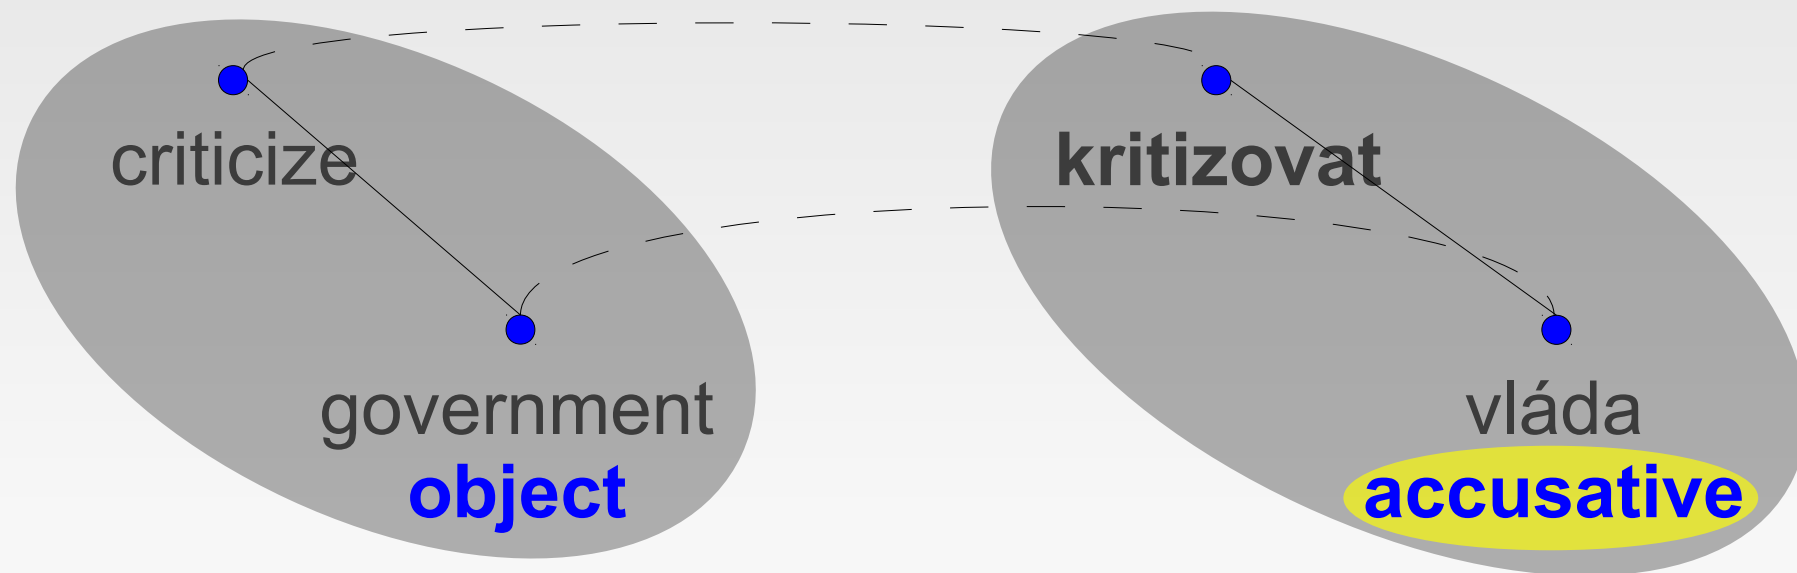 criticize
government
object
kritizovat
vláda
accusative